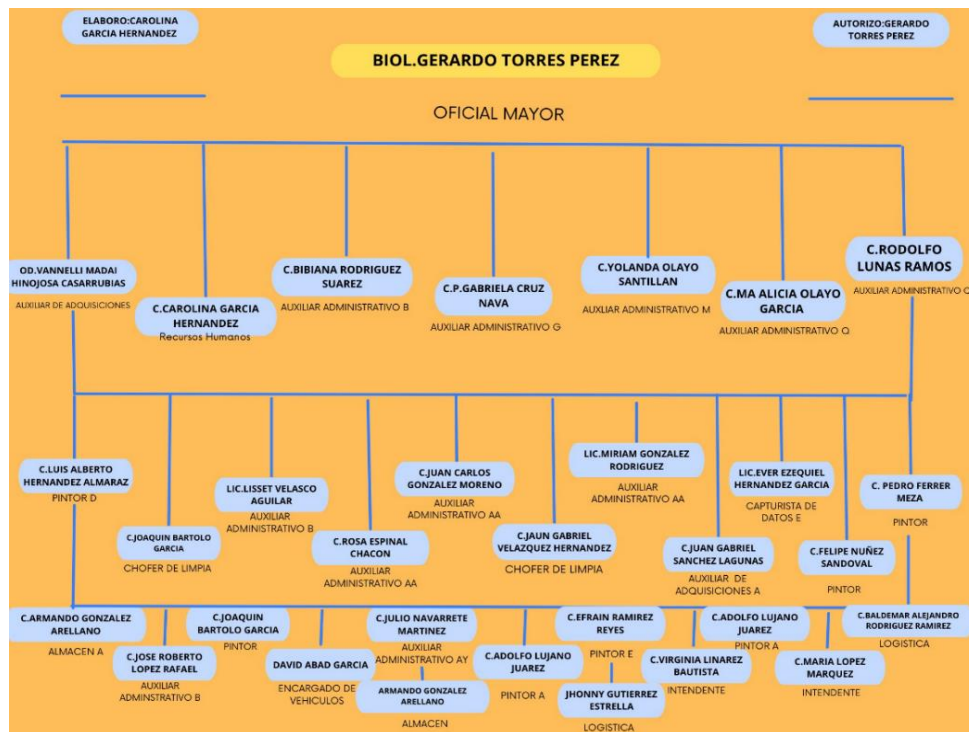 ELABORO:CAROLINA
GARCIA HERNANDEZ
AUTORIZO:GERARDO
TORRES PEREZ
BIOL.GERARDO TORRES PEREZ
OFICIAL MAYOR
OD.VANNELLI MADAI
HINOJOSA CASARRUBIAS
AUXILIAR DE ADQUISICIONES
C.CAROLINA GARCIA
HERNANDEZ
Recursos Humanos
C.BIBIANA RODRIGUEZ
SUAREZ
AUXILIAR ADMINISTRATIVO B
C.P.GABRIELA CRUZ
NAVA
AUXILIAR ADMINISTRATIVO G
C.YOLANDA OLAYO
SANTILLAN
AUXILIAR ADMINISTRATIVO M
C.MA ALICIA OLAYO
GARCIA
AUXILIAR ADMINISTRATIVO Q
C.RODOLFO
LUNAS RAMOS
AUXILIAR ADMINISTRATIVO
C.LUIS ALBERTO
HERNANDEZ ALMARAZ
PINTOR D
C.JOAQUIN BARTOLO
GARCIA
CHOFER DE LIMPIA
LIC.LISSET VELASCO
AGUILAR
AUXILIAR
ADMINISTRATIVO B
C.ROSA ESPINAL
CHACON
AUXILIAR
ADMINISTRATIVO AA
C.JUAN CARLOS
GONZALEZ MORENO
AUXILIAR
ADMINISTRATIVO AA
C.JAUN GABRIEL
VELAZQUEZ HERNANDEZ
CHOFER DE LIMPIA
LIC.MIRIAM GONZALEZ
RODRIGUEZ
AUXILIAR
ADMINISTRATIVO AA
C.JUAN GABRIEL
SANCHEZ LAGUNAS
AUXILIAR DE
ADQUISICIONES A
LIC.EVER EZEQUIEL
HERNANDEZ GARCIA
CAPTURISTA DE
DATOS E
C.FELIPE NUÑEZ
SANDOVAL
PINTOR
C. PEDRO FERRER
MEZA
PINTOR
C.ARMANDO GONZALEZ
ARELLANO
ALMACEN A
C.JOSE ROBERTO
LOPEZ RAFAEL
AUXILIAR
ADMINSTRATIVO B
C.JOAQUIN
BARTOLO GARCIA
PINTOR
DAVID ABAD GARCIA
ENCARGADO DE
VEHICULOS
C.JULIO NAVARRETE
MARTINEZ
AUXILIAR
ADMINISTRATIVO AY
ARMANDO GONZALEZ
ARELLANO
ALMACEN
C.ADOLFO LUJANO
JUAREZ
PINTOR A
C.EFRAIN RAMIREZ
REYES
PINTOR E
JHONNY GUTIERREZ
ESTRELLA
LOGISTICA
C.VIRGINIA LINAREZ
BAUTISTA
INTENDENTE
C.ADOLFO LUJANO
JUAREZ
PINTOR A
C.MARIA LOPEZ
MARQUEZ
INTENDENTE
C.BALDEMAR ALEJANDRO
RODRIGUEZ RAMIREZ
LOGISTICA